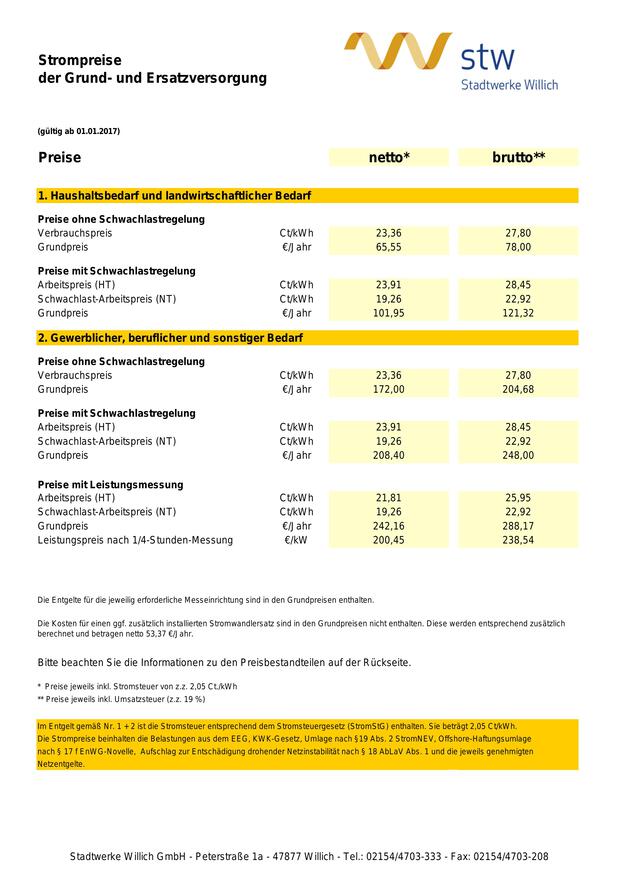 Strompreise
der Grund- und Ersatzversorgung
stw
Stadtwerke Willich
(gültig ab 01.01.2017)
Preise netto* brutto**
1. Haushaltsbedarf und landwirtschaftlicher Bedarf
Preise ohne Schwachlastregelung
Verbrauchspreis Ct/kWh 23,36 27,80
Grundpreis €/Jahr 65,55 78,00
Preise mit Schwachlastregelung
Arbeitspreis (HT) Ct/kWh 23,91 28,45
Schwachlast-Arbeitspreis (NT) Ct/kWh 19,26 22,92
Grundpreis €/Jahr 101,95 121,32
2. Gewerblicher, beruflicher und sonstiger Bedarf
Preise ohne Schwachlastregelung
Verbrauchspreis Ct/kWh 23,36 27,80
Grundpreis €/Jahr 172,00 204,68
Preise mit Schwachlastregelung
Arbeitspreis (HT) Ct/kWh 23,91 28,45
Schwachlast-Arbeitspreis (NT) Ct/kWh 19,26 22,92
Grundpreis €/Jahr 208,40 248,00
Preise mit Leistungsmessung
Arbeitspreis (HT) Ct/kWh 21,81 25,95
Schwachlast-Arbeitspreis (NT) Ct/kWh 19,26 22,92
Grundpreis €/Jahr 242,16 288,17
Leistungspreis nach 1/4-Stunden-Messung €/kW 200,45 238,54
Die Entgelte für die jeweilig erforderliche Messeinrichtung sind in den Grundpreisen enthalten.
Die Kosten für einen ggf. zusätzlich installierten Stromwandlersatz sind in den Grundpreisen nicht enthalten. Diese werden entsprechend zusätzlich
berechnet und betragen netto 53,37 €/Jahr.
Bitte beachten Sie die Informationen zu den Preisbestandteilen auf der Rückseite.
* Preise jeweils inkl. Stromsteuer von z.z. 2,05 Ct./kWh
** Preise jeweils inkl. Umsatzsteuer (z.z. 19 %)
Im Entgelt gemäß Nr. 1 + 2 ist die Stromsteuer entsprechend dem Stromsteuergesetz (StromStG) enthalten. Sie beträgt 2,05 Ct/kWh.
Die Strompreise beinhalten die Belastungen aus dem EEG, KWK-Gesetz, Umlage nach §19 Abs. 2 StromNEV, Offshore-Haftungsumlage
nach § 17 f EnWG-Novelle, Aufschlag zur Entschädigung drohender Netzinstabilität nach § 18 AbLaV Abs. 1 und die jeweils genehmigten
Netzentgelte.
Stadtwerke Willich GmbH - Peterstraße 1a - 47877 Willich - Tel.: 02154/4703-333 - Fax: 02154/4703-208